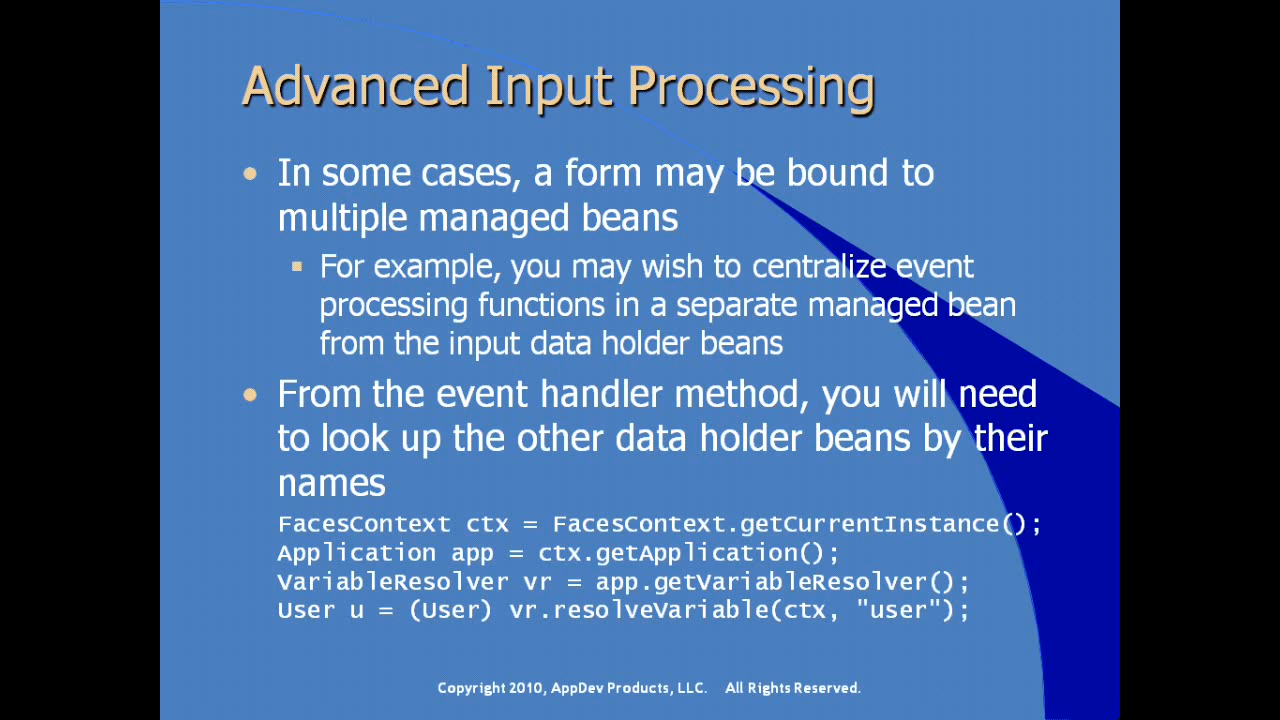 Advanced Input Processing
• In some cases, a form may be bound to
multiple managed beans
▪ For example, you may wish to centralize event
processing functions in a separate managed bean
from the input data holder beans
• From the event handler method, you will need
to look up the other data holder beans by their
names
FacesContext ctx = FacesContext.getCurrentInstance();
Application app = ctx.getApplication();
VariableResolver vr = app.getVariableResolver();
User u = (User) vr.resolveVariable(ctx, "user");
Copyright 2010, AppDev Products, LLC. All Rights Reserved.